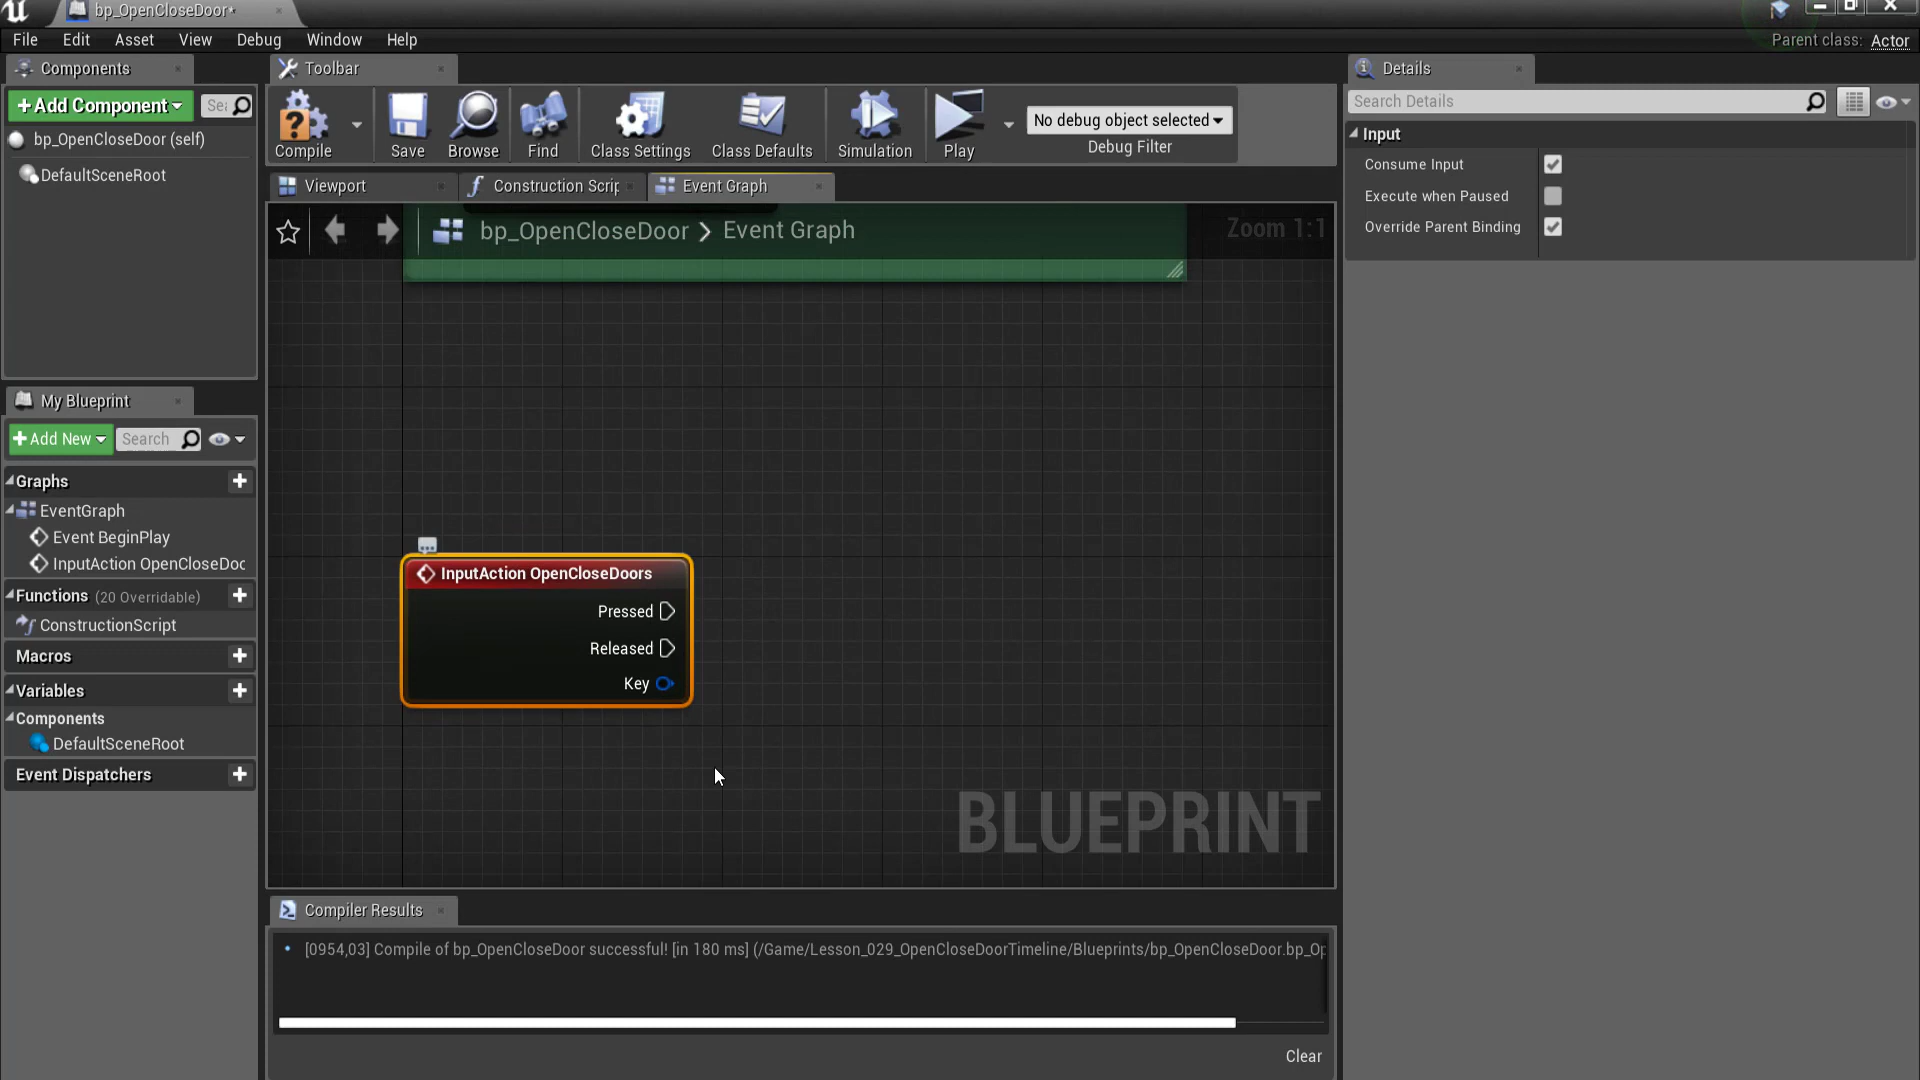 bp_OpenCloseDoor*
File Edit Asset View Debug Window Help
Parent class: Actor
Components
Toolbar
Details
+Add Component
Sea
Search Details
bp_OpenCloseDoor (self)
DefaultSceneRoot
Compile
Save
Browse
Find
Class Settings
Class Defaults
Simulation
Play
No debug object selected
Debug Filter
Input
Consume Input
Execute when Paused
Override Parent Binding
Viewport
Construction Scrip
Event Graph
bp_OpenCloseDoor > Event Graph
Zoom 1:1
My Blueprint
+Add New
Search
Graphs
EventGraph
Event BeginPlay
InputAction OpenCloseDoc
Functions (20 Overridable)
ConstructionScript
Macros
Variables
Components
DefaultSceneRoot
Event Dispatchers
InputAction OpenCloseDoors
Pressed
Released
Key
BLUEPRINT
Compiler Results
[0954,03] Compile of bp_OpenCloseDoor successful! [in 180 ms] (/Game/Lesson_029_OpenCloseDoorTimeline/Blueprints/bp_OpenCloseDoor.bp_Op
Clear